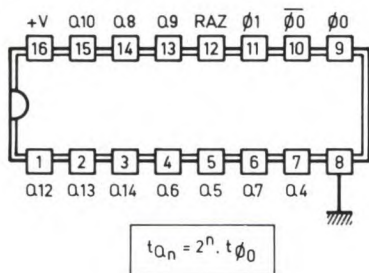 +V Q10 Q8 Q9 RAZ ø1 ø̅0̅ ø0
16 15 14 13 12 11 10 9
1 2 3 4 5 6 7 8
Q12 Q13 Q14 Q6 Q5 Q7 Q4
tQn = 2ⁿ. tø0